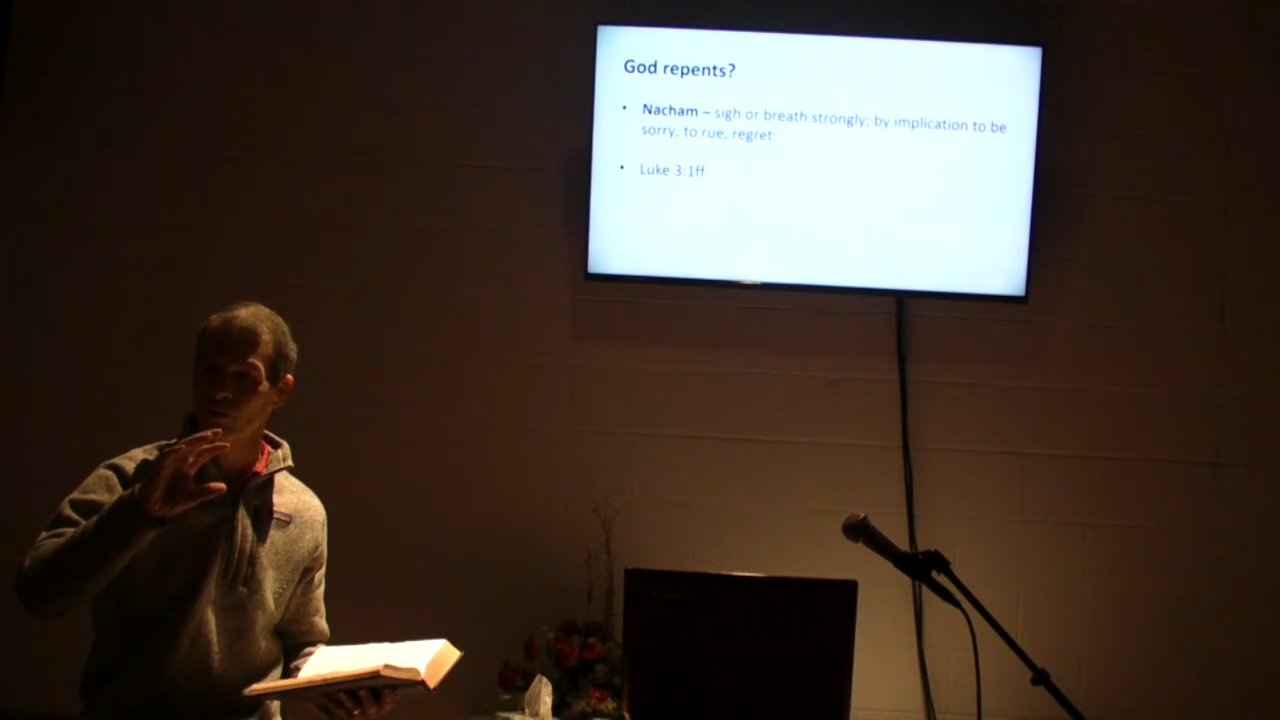 God repents?
• Nacham – sigh or breath strongly; by implication to be
sorry; to rue, regret
• Luke 3:1ff